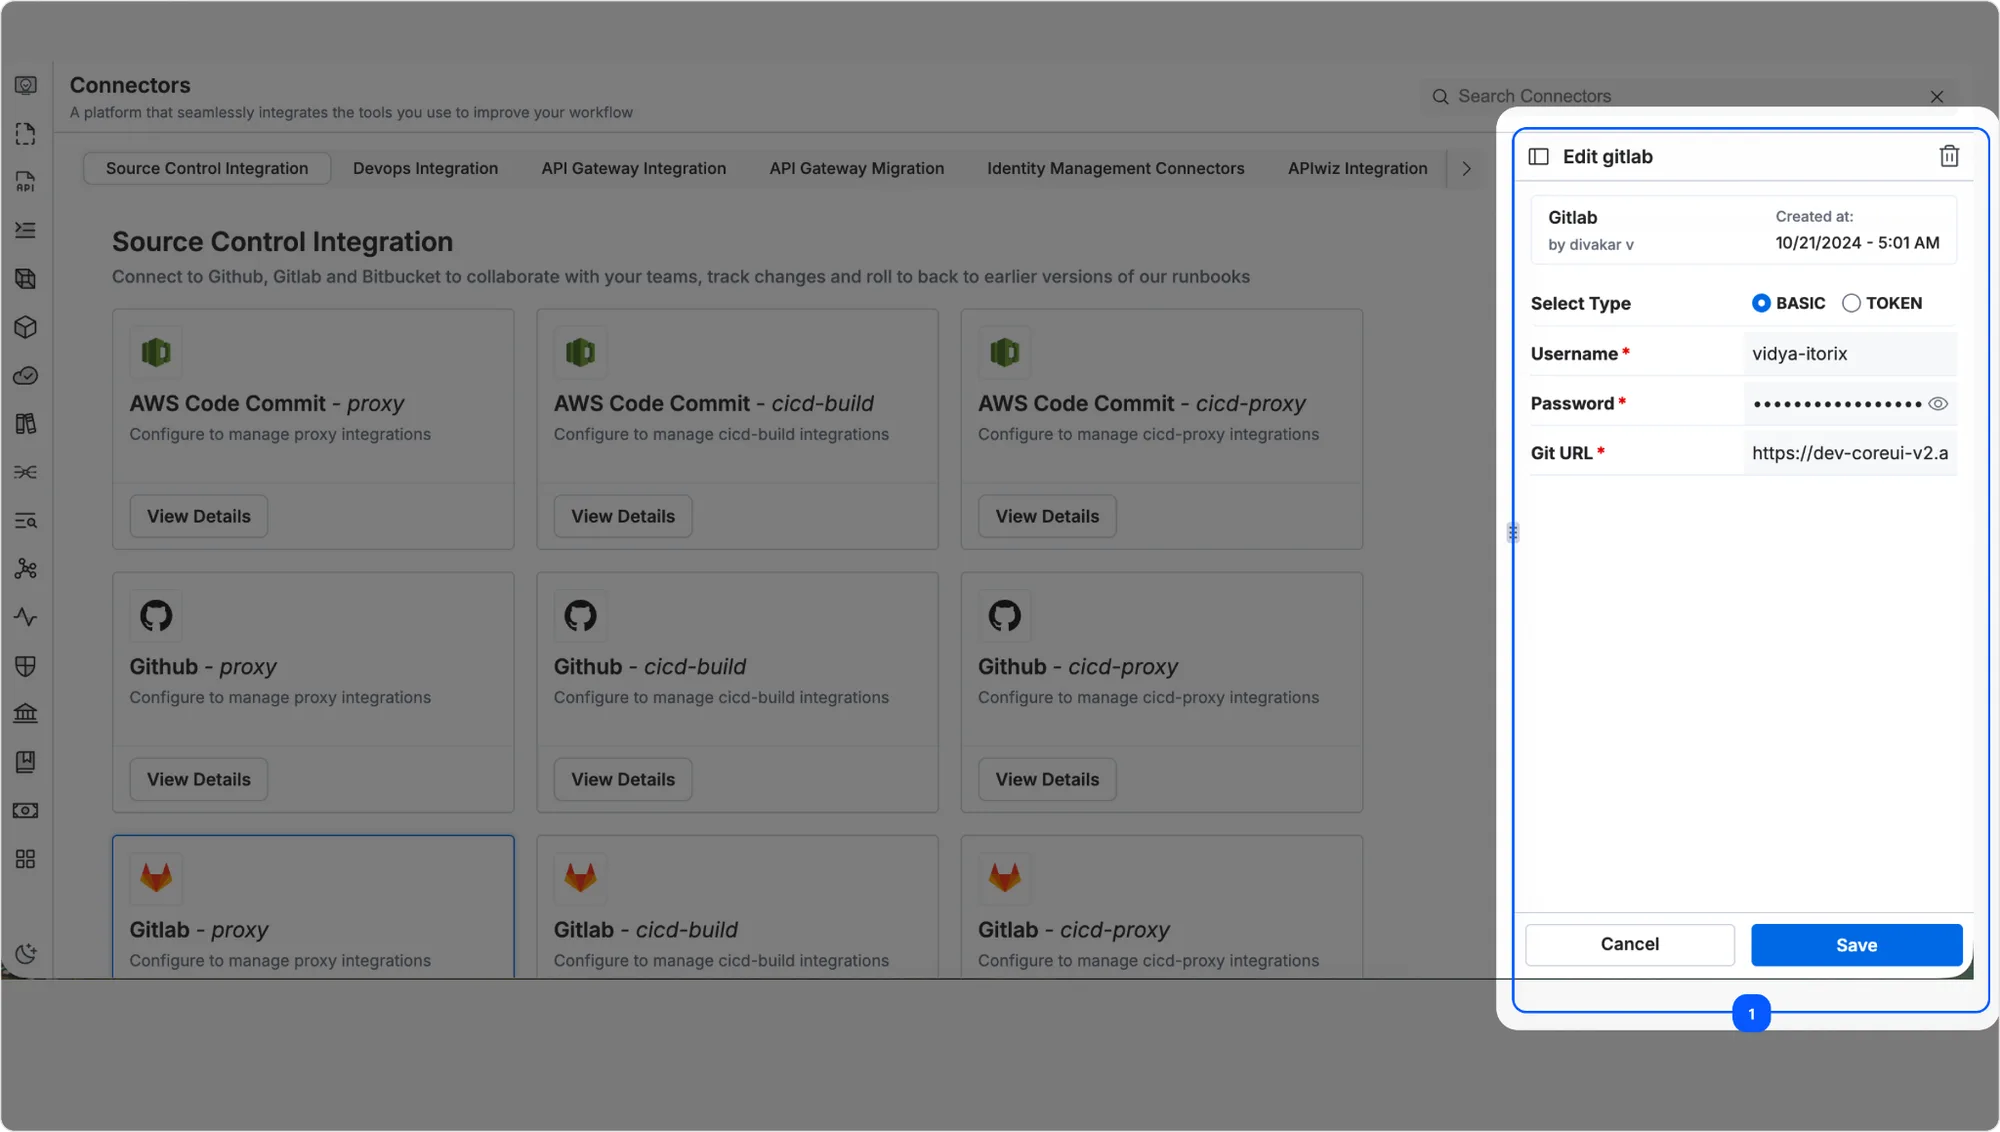 Connectors
A platform that seamlessly integrates the tools you use to improve your workflow
Search Connectors
Source Control Integration
Devops Integration
API Gateway Integration
API Gateway Migration
Identity Management Connectors
APIwiz Integration
Source Control Integration
Connect to Github, Gitlab and Bitbucket to collaborate with your teams, track changes and roll to back to earlier versions of our runbooks
AWS Code Commit - proxy
Configure to manage proxy integrations
View Details
AWS Code Commit - cicd-build
Configure to manage cicd-build integrations
View Details
AWS Code Commit - cicd-proxy
Configure to manage cicd-proxy integrations
View Details
Github - proxy
Configure to manage proxy integrations
View Details
Github - cicd-build
Configure to manage cicd-build integrations
View Details
Github - cicd-proxy
Configure to manage cicd-proxy integrations
View Details
Gitlab - proxy
Configure to manage proxy integrations
Gitlab - cicd-build
Configure to manage cicd-build integrations
Gitlab - cicd-proxy
Configure to manage cicd-proxy integrations
API
Edit gitlab
Gitlab
by divakar v
Created at:
10/21/2024 - 5:01 AM
Select Type
BASIC
TOKEN
Username *
vidya-itorix
Password *
•••••••••••••••
Git URL *
https://dev-coreui-v2.a
Cancel
Save
1